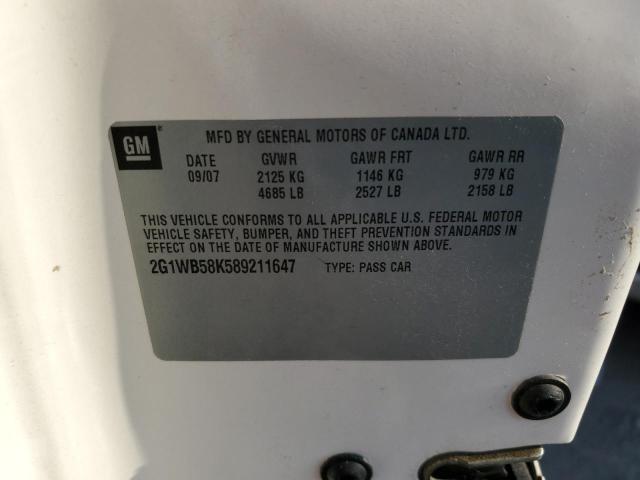 GM
MFD BY GENERAL MOTORS OF CANADA LTD.
DATE GVWR GAWR FRT GAWR RR
09/07 2125 KG 1146 KG 979 KG
4685 LB 2527 LB 2158 LB
THIS VEHICLE CONFORMS TO ALL APPLICABLE U.S. FEDERAL MOTOR
VEHICLE SAFETY, BUMPER, AND THEFT PREVENTION STANDARDS IN
EFFECT ON THE DATE OF MANUFACTURE SHOWN ABOVE.
2G1WB58K589211647 TYPE: PASS CAR